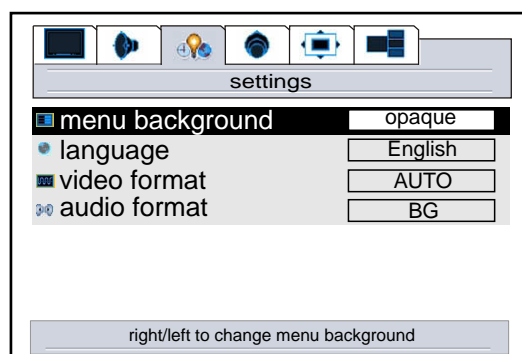 settings
menu background opaque
language English
video format AUTO
audio format BG
right/left to change menu background